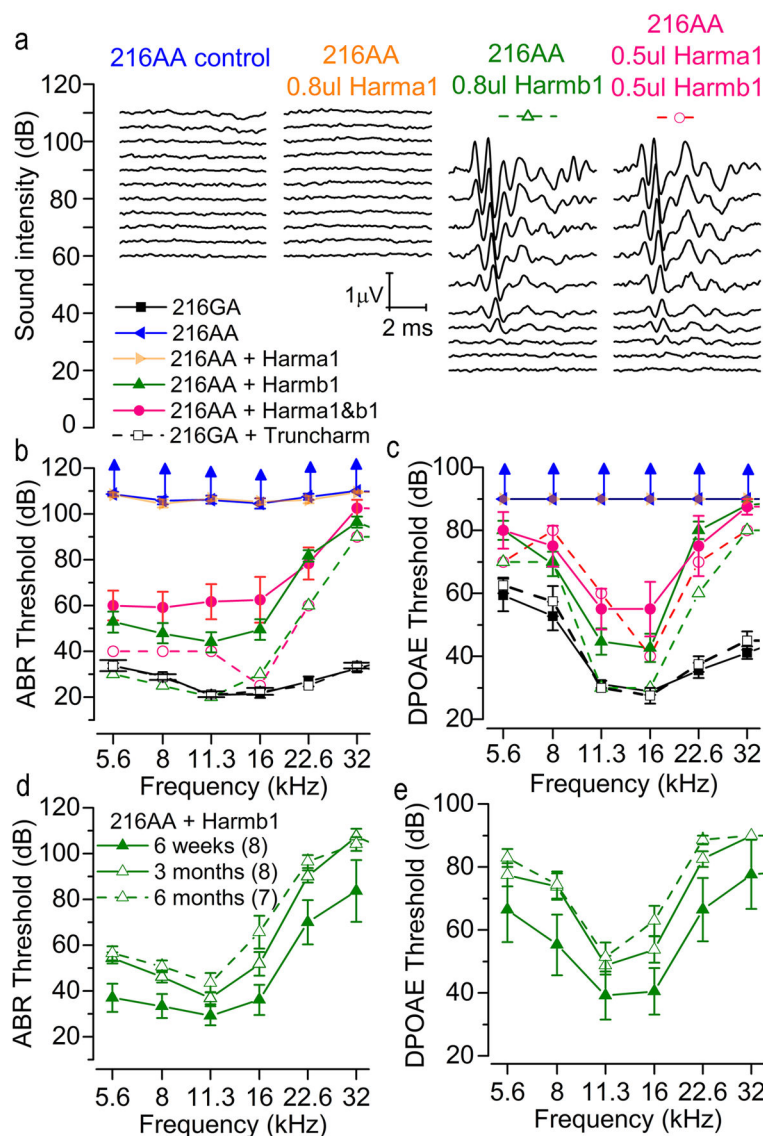 a
216AA control
216AA
0.8ul Harma1
216AA
0.8ul Harmb1
216AA
0.5ul Harma1
0.5ul Harmb1
Sound intensity (dB)
120
100
80
60
40
20
0
1μV
2 ms
216GA
216AA
216AA + Harma1
216AA + Harmb1
216AA + Harma1&b1
216GA + Truncharm
b
ABR Threshold (dB)
120
100
80
60
40
20
5.6 8 11.3 16 22.6 32
Frequency (kHz)
c
DPOAE Threshold (dB)
100
80
60
40
20
5.6 8 11.3 16 22.6 32
Frequency (kHz)
d
ABR Threshold (dB)
120
100
80
60
40
20
216AA + Harmb1
6 weeks (8)
3 months (8)
6 months (7)
5.6 8 11.3 16 22.6 32
Frequency (kHz)
e
DPOAE Threshold (dB)
100
80
60
40
20
5.6 8 11.3 16 22.6 32
Frequency (kHz)